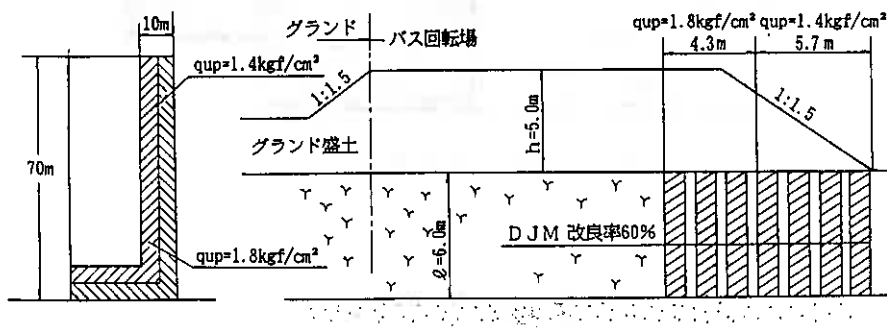 10m
qup=1.4kgf/cm²
70m
qup=1.8kgf/cm²
グランド
バス回転場
1:1.5
グランド盛土
h=5.0m
ℓ=6.0m
qup=1.8kgf/cm² qup=1.4kgf/cm²
4.3m 5.7m
1:1.5
DJM 改良率60%